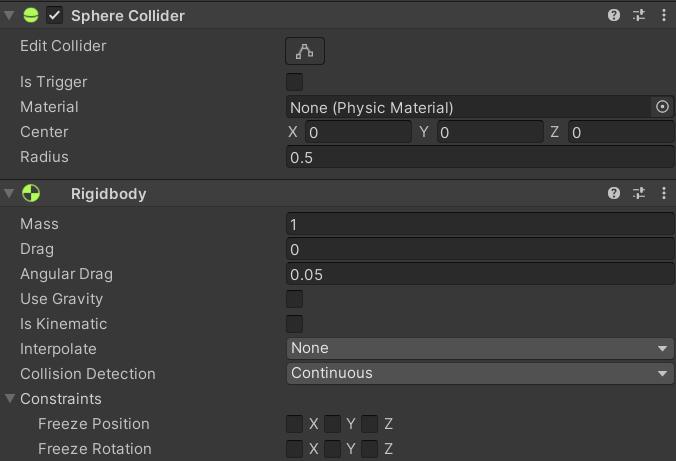 Sphere Collider
Edit Collider
Is Trigger
Material None (Physic Material)
Center X 0 Y 0 Z 0
Radius 0.5
Rigidbody
Mass 1
Drag 0
Angular Drag 0.05
Use Gravity
Is Kinematic
Interpolate None
Collision Detection Continuous
Constraints
Freeze Position X Y Z
Freeze Rotation X Y Z